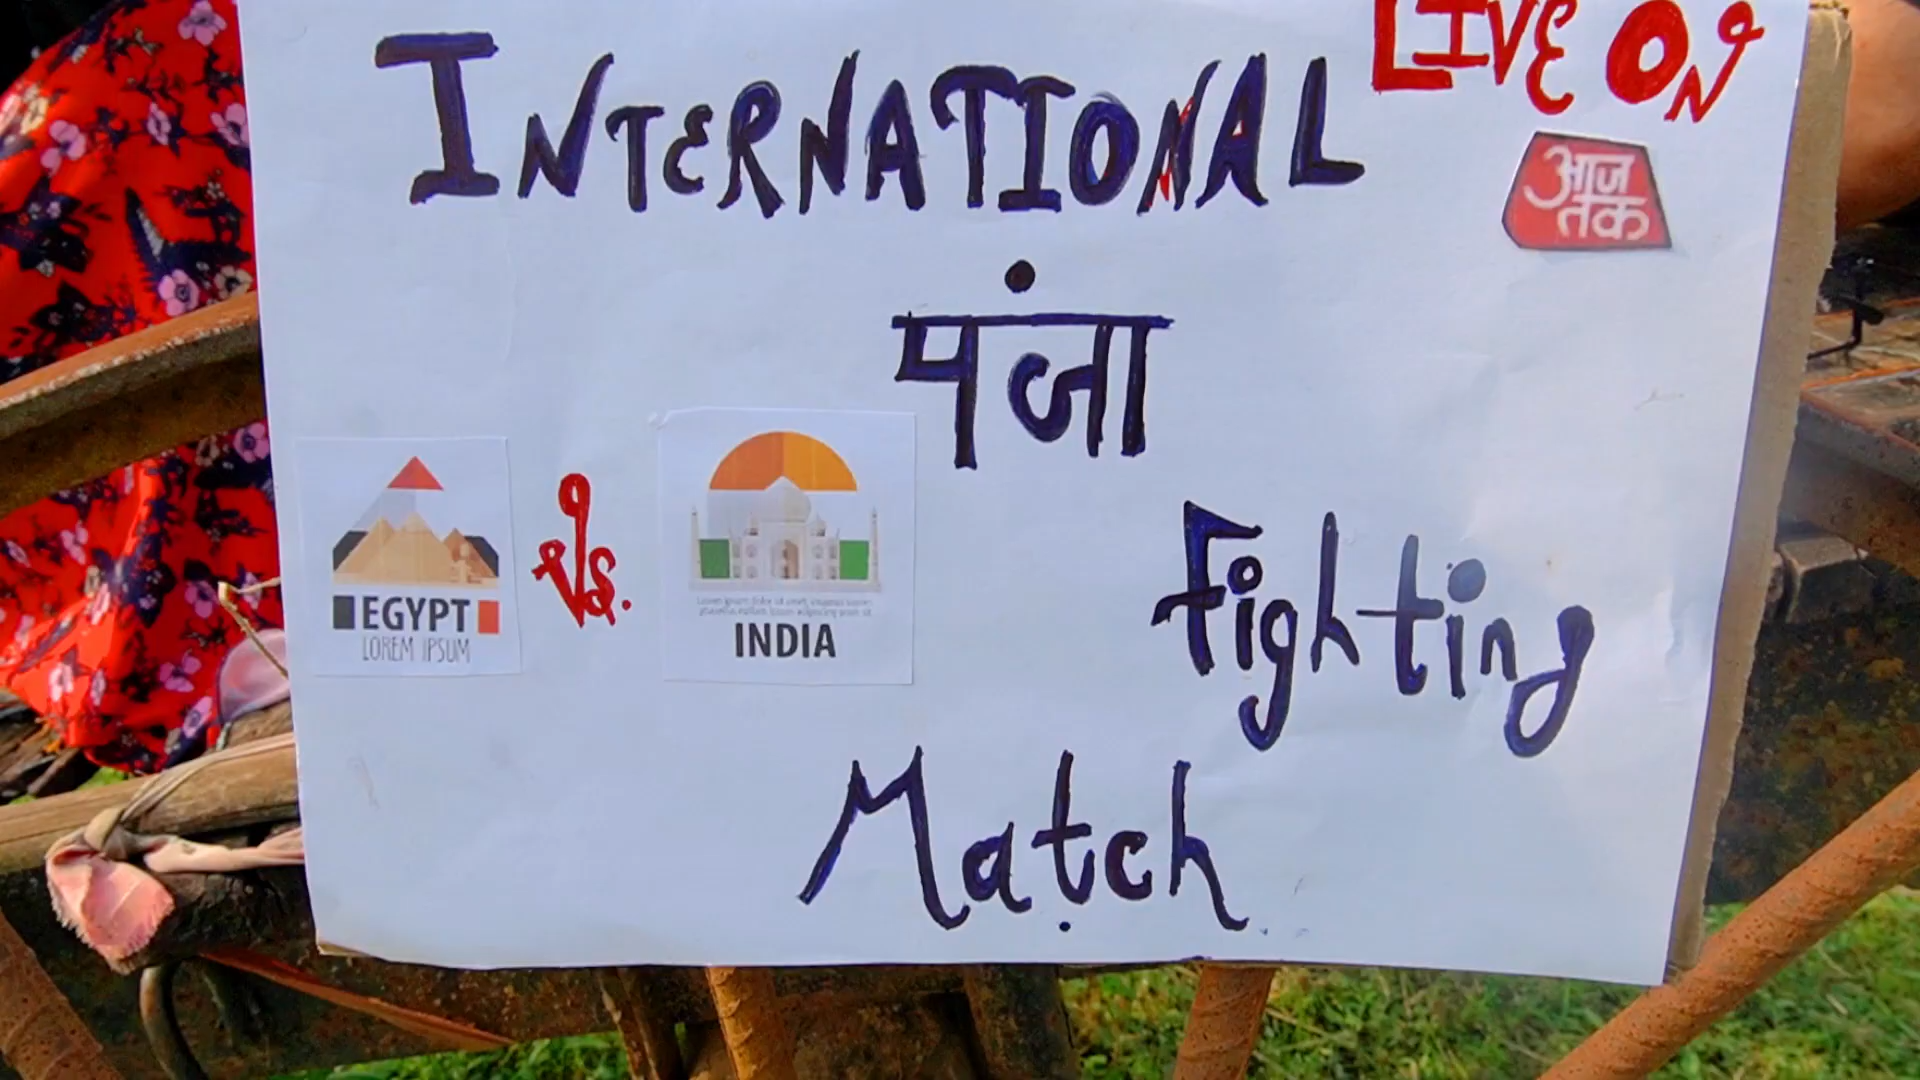 LIVE ON
INTERNATIONAL
आज
तक
पंजा
EGYPT
LOREM IPSUM
Vs.
INDIA
Fighting
Match